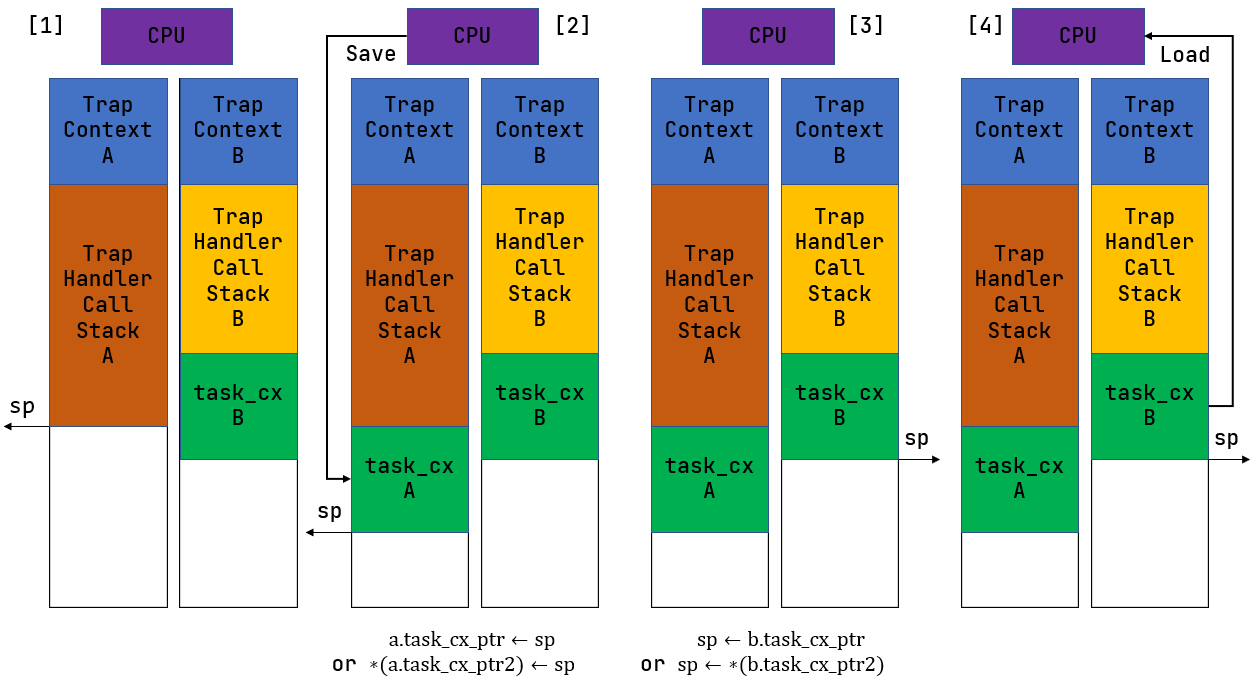 [1]
CPU
Trap
Context
A
Trap
Handler
Call
Stack
A
sp
Trap
Context
B
Trap
Handler
Call
Stack
B
task_cx
B
[2]
CPU
Save
Trap
Context
A
Trap
Handler
Call
Stack
A
task_cx
A
sp
Trap
Context
B
Trap
Handler
Call
Stack
B
task_cx
B
a.task_cx_ptr ← sp
or *(a.task_cx_ptr2) ← sp
[3]
CPU
Trap
Context
A
Trap
Handler
Call
Stack
A
task_cx
A
Trap
Context
B
Trap
Handler
Call
Stack
B
task_cx
B
sp
sp ← b.task_cx_ptr
or sp ← *(b.task_cx_ptr2)
[4]
CPU
Load
Trap
Context
A
Trap
Handler
Call
Stack
A
task_cx
A
Trap
Context
B
Trap
Handler
Call
Stack
B
task_cx
B
sp